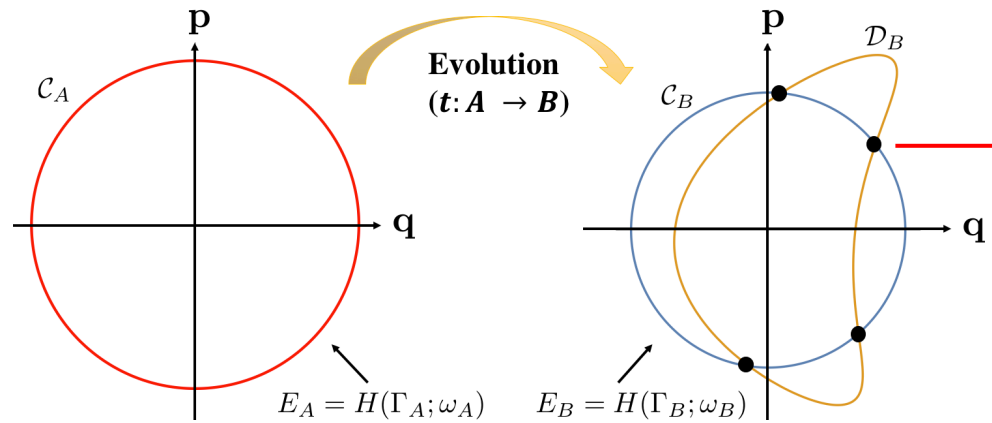 p
𝒞_A
q
E_A = H(Γ_A; ω_A)
Evolution
(t: A → B)
p
𝒟_B
𝒞_B
q
E_B = H(Γ_B; ω_B)